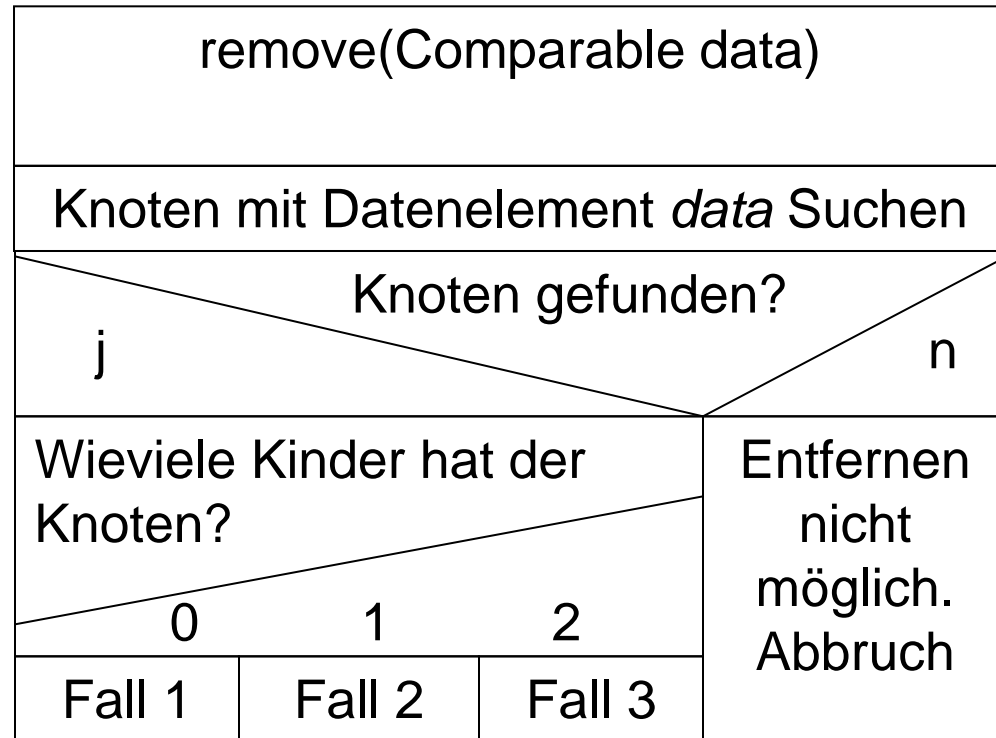 remove(Comparable data)
Knoten mit Datenelement data Suchen
Knoten gefunden?
j
n
Wieviele Kinder hat der
Knoten?
0 1 2
Fall 1 Fall 2 Fall 3
Entfernen
nicht
möglich.
Abbruch